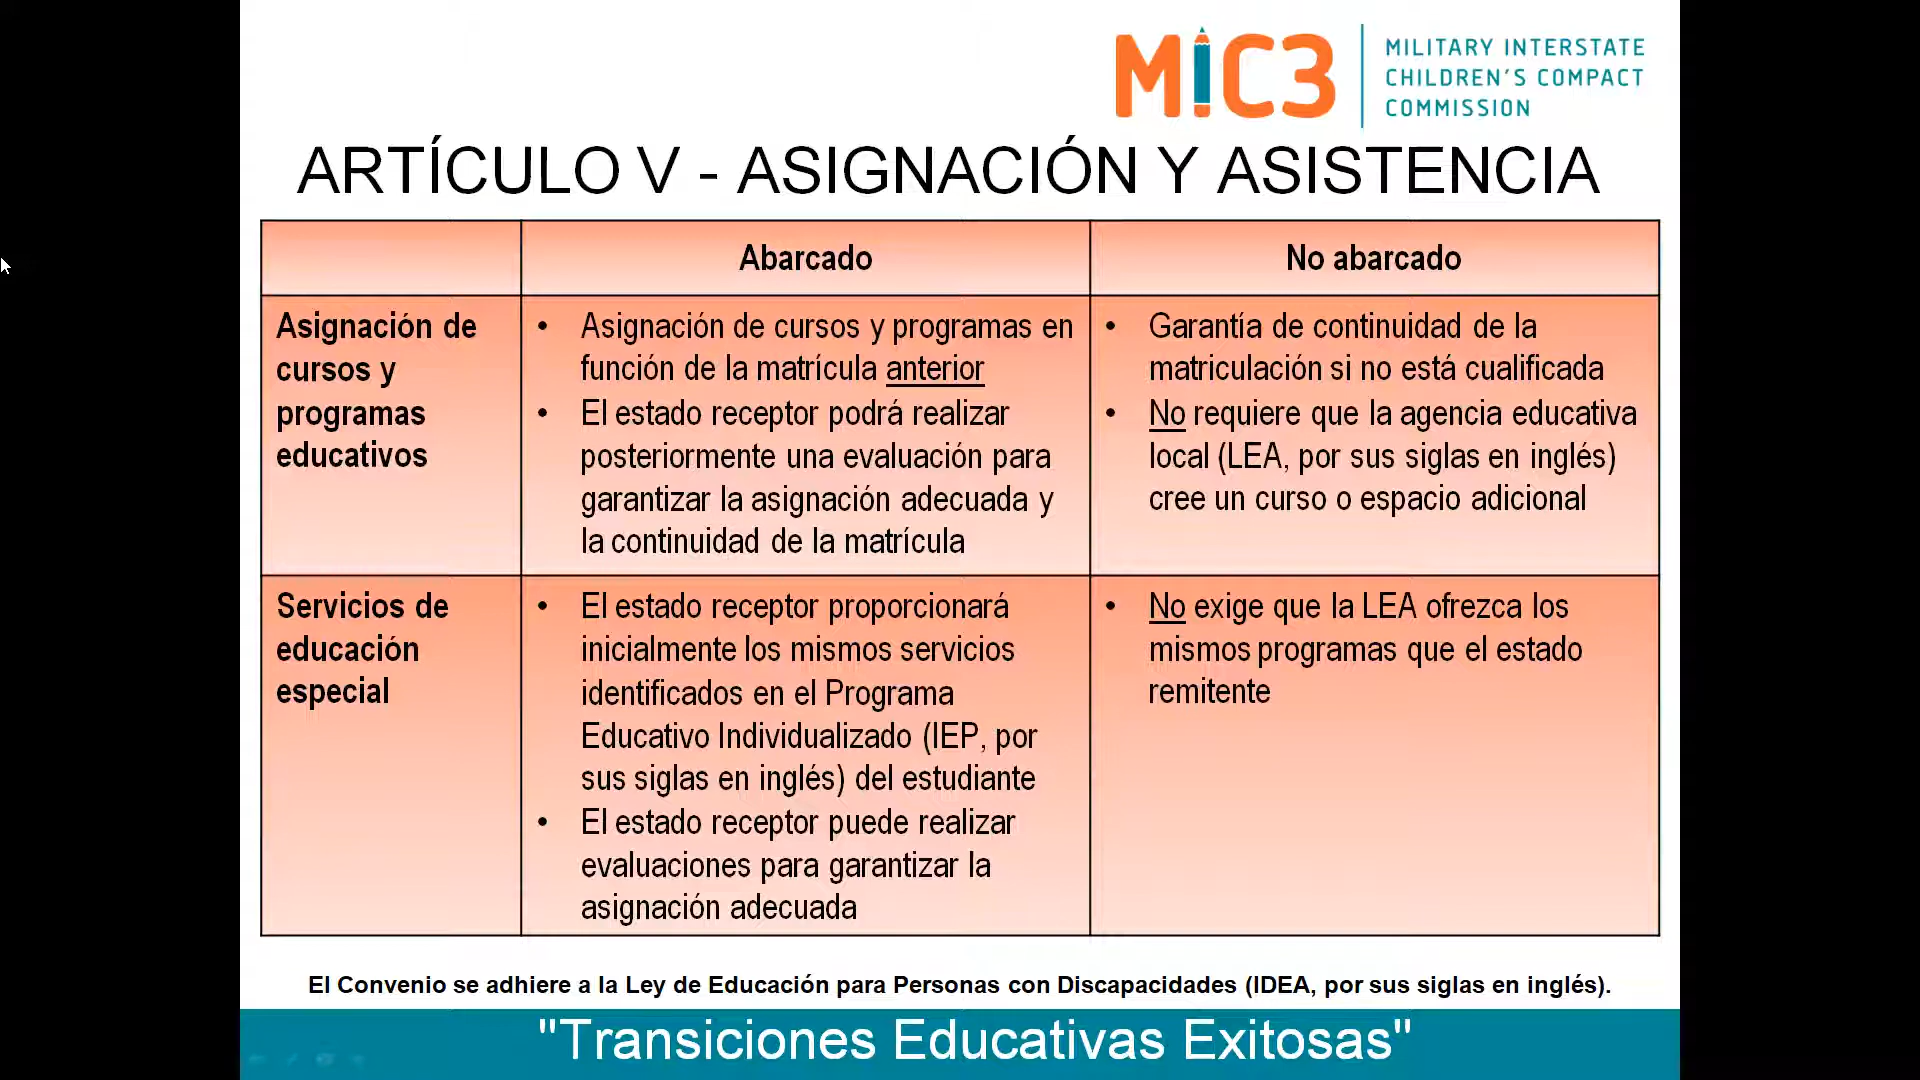 MiC3
MILITARY INTERSTATE
CHILDREN'S COMPACT
COMMISSION
ARTÍCULO V - ASIGNACIÓN Y ASISTENCIA
Abarcado
No abarcado
Asignación de
cursos y
programas
educativos
• Asignación de cursos y programas en
función de la matrícula anterior
• El estado receptor podrá realizar
posteriormente una evaluación para
garantizar la asignación adecuada y
la continuidad de la matrícula
• Garantía de continuidad de la
matriculación si no está cualificada
• No requiere que la agencia educativa
local (LEA, por sus siglas en inglés)
cree un curso o espacio adicional
Servicios de
educación
especial
• El estado receptor proporcionará
inicialmente los mismos servicios
identificados en el Programa
Educativo Individualizado (IEP, por
sus siglas en inglés) del estudiante
• El estado receptor puede realizar
evaluaciones para garantizar la
asignación adecuada
• No exige que la LEA ofrezca los
mismos programas que el estado
remitente
El Convenio se adhiere a la Ley de Educación para Personas con Discapacidades (IDEA, por sus siglas en inglés).
"Transiciones Educativas Exitosas"